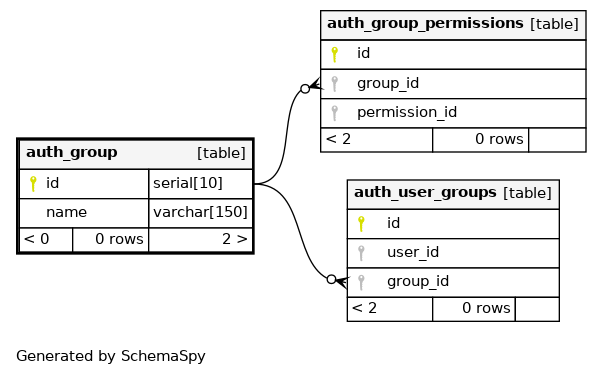 auth_group_permissions [table]
id
group_id
permission_id
< 2 0 rows
auth_group [table]
id serial[10]
name varchar[150]
< 0 0 rows 2 >
auth_user_groups [table]
id
user_id
group_id
< 2 0 rows
Generated by SchemaSpy